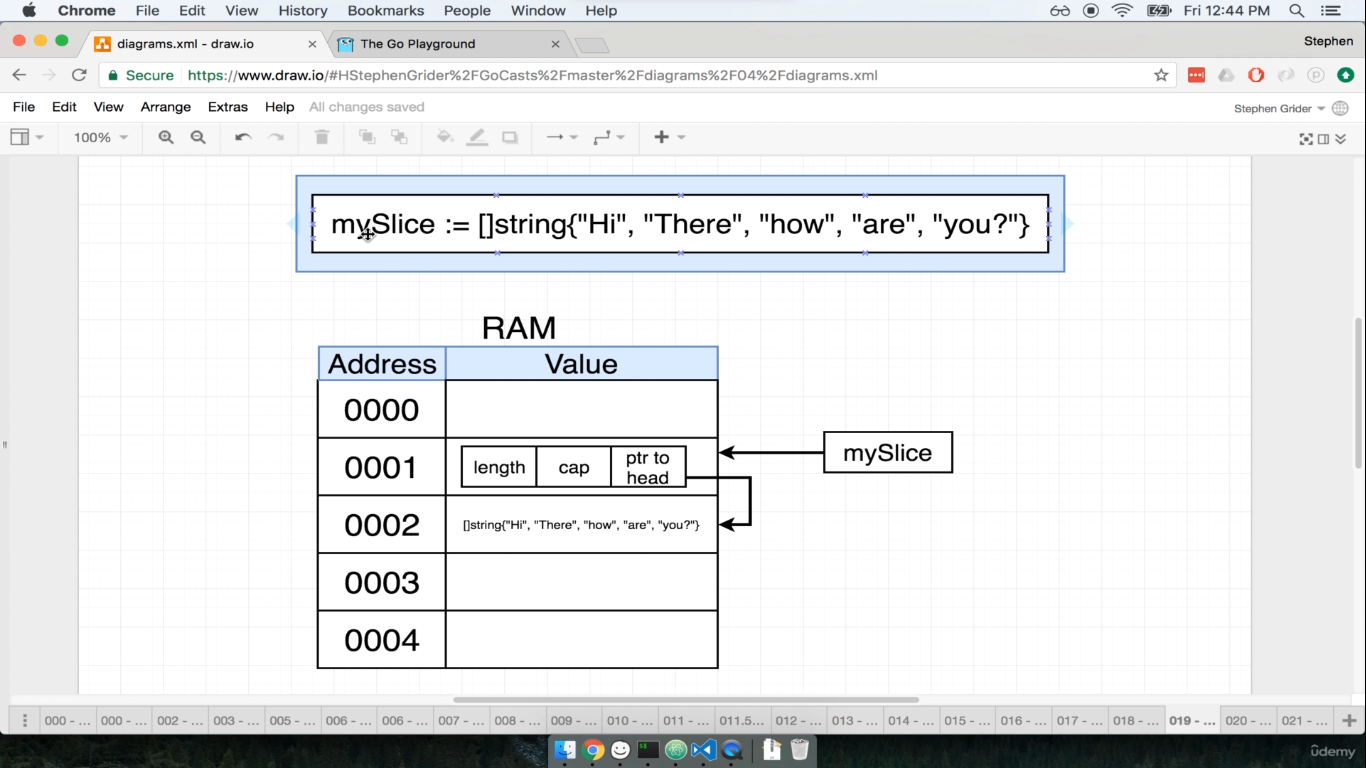 Chrome File Edit View History Bookmarks People Window Help Fri 12:44 PM
diagrams.xml - draw.io The Go Playground Stephen
Secure https://www.draw.io/#HStephenGrider%2FGoCasts%2Fmaster%2Fdiagrams%2F04%2Fdiagrams.xml
File Edit View Arrange Extras Help All changes saved Stephen Grider
100%
mySlice := []string{"Hi", "There", "how", "are", "you?"}
RAM
Address Value
0000
0001 length cap ptr to head mySlice
0002 []string{"Hi", "There", "how", "are", "you?"}
0003
0004
000 - ... 000 - ... 002 - ... 003 - ... 005 - ... 006 - ... 006 - ... 007 - ... 008 - ... 009 - ... 010 - ... 011 - ... 011.5... 012 - ... 013 - ... 014 - ... 015 - ... 016 - ... 017 - ... 018 - ... 019 - ... 020 - ... 021 - ...
ûdemy